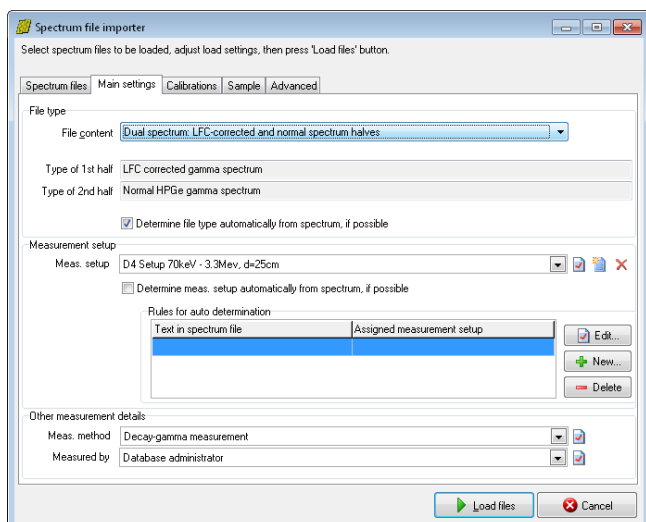 Spectrum file importer
Select spectrum files to be loaded, adjust load settings, then press 'Load files' button.
Spectrum files Main settings Calibrations Sample Advanced
File type
File content Dual spectrum: LFC-corrected and normal spectrum halves
Type of 1st half LFC corrected gamma spectrum
Type of 2nd half Normal HPGe gamma spectrum
Determine file type automatically from spectrum, if possible
Measurement setup
Meas. setup D4 Setup 70keV - 3.3Mev, d=25cm
Determine meas. setup automatically from spectrum, if possible
Rules for auto determination
Text in spectrum file Assigned measurement setup
Edit...
New...
Delete
Other measurement details
Meas. method Decay-gamma measurement
Measured by Database administrator
Load files Cancel